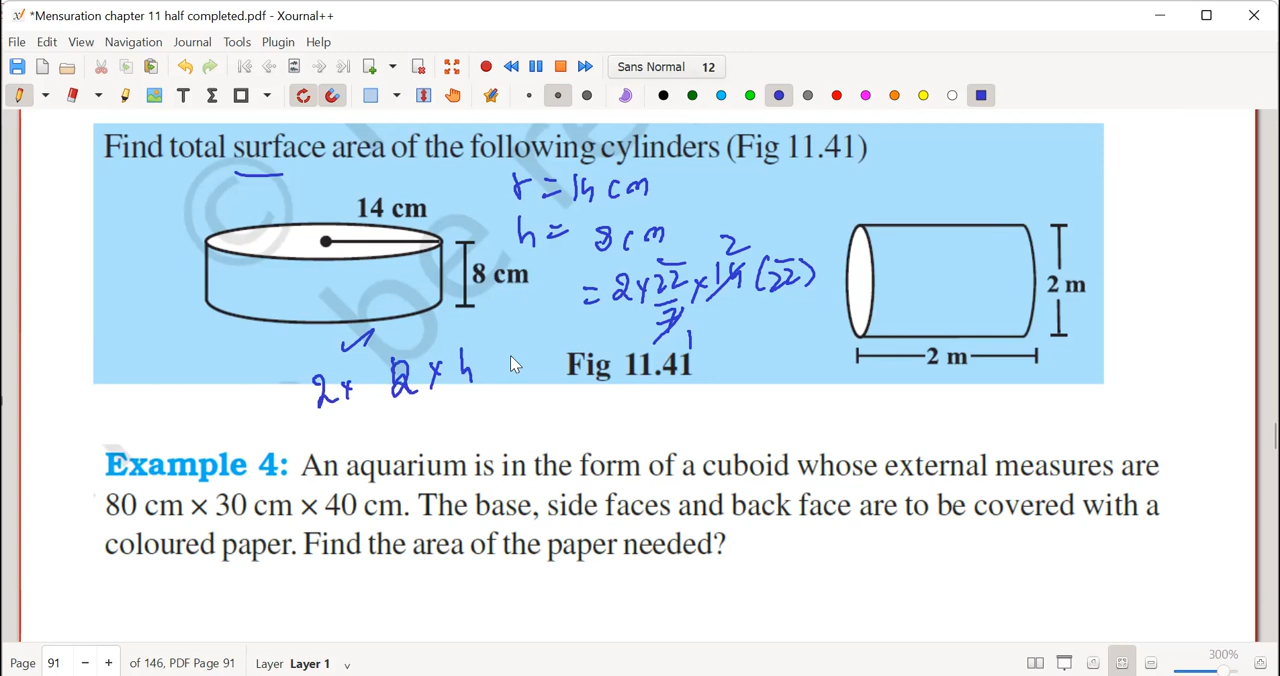 *Mensuration chapter 11 half completed.pdf - Xournal++
File Edit View Navigation Journal Tools Plugin Help
Sans Normal 12
Find total surface area of the following cylinders (Fig 11.41)
r = 14 cm
14 cm
h = 8 cm
8 cm
= 2 × 22/7 × 14 (22)
2
1
2 m
2 m
2 × 2 × h
Fig 11.41
Example 4: An aquarium is in the form of a cuboid whose external measures are
80 cm × 30 cm × 40 cm. The base, side faces and back face are to be covered with a
coloured paper. Find the area of the paper needed?
Page 91 - + of 146, PDF Page 91 Layer Layer 1 300%